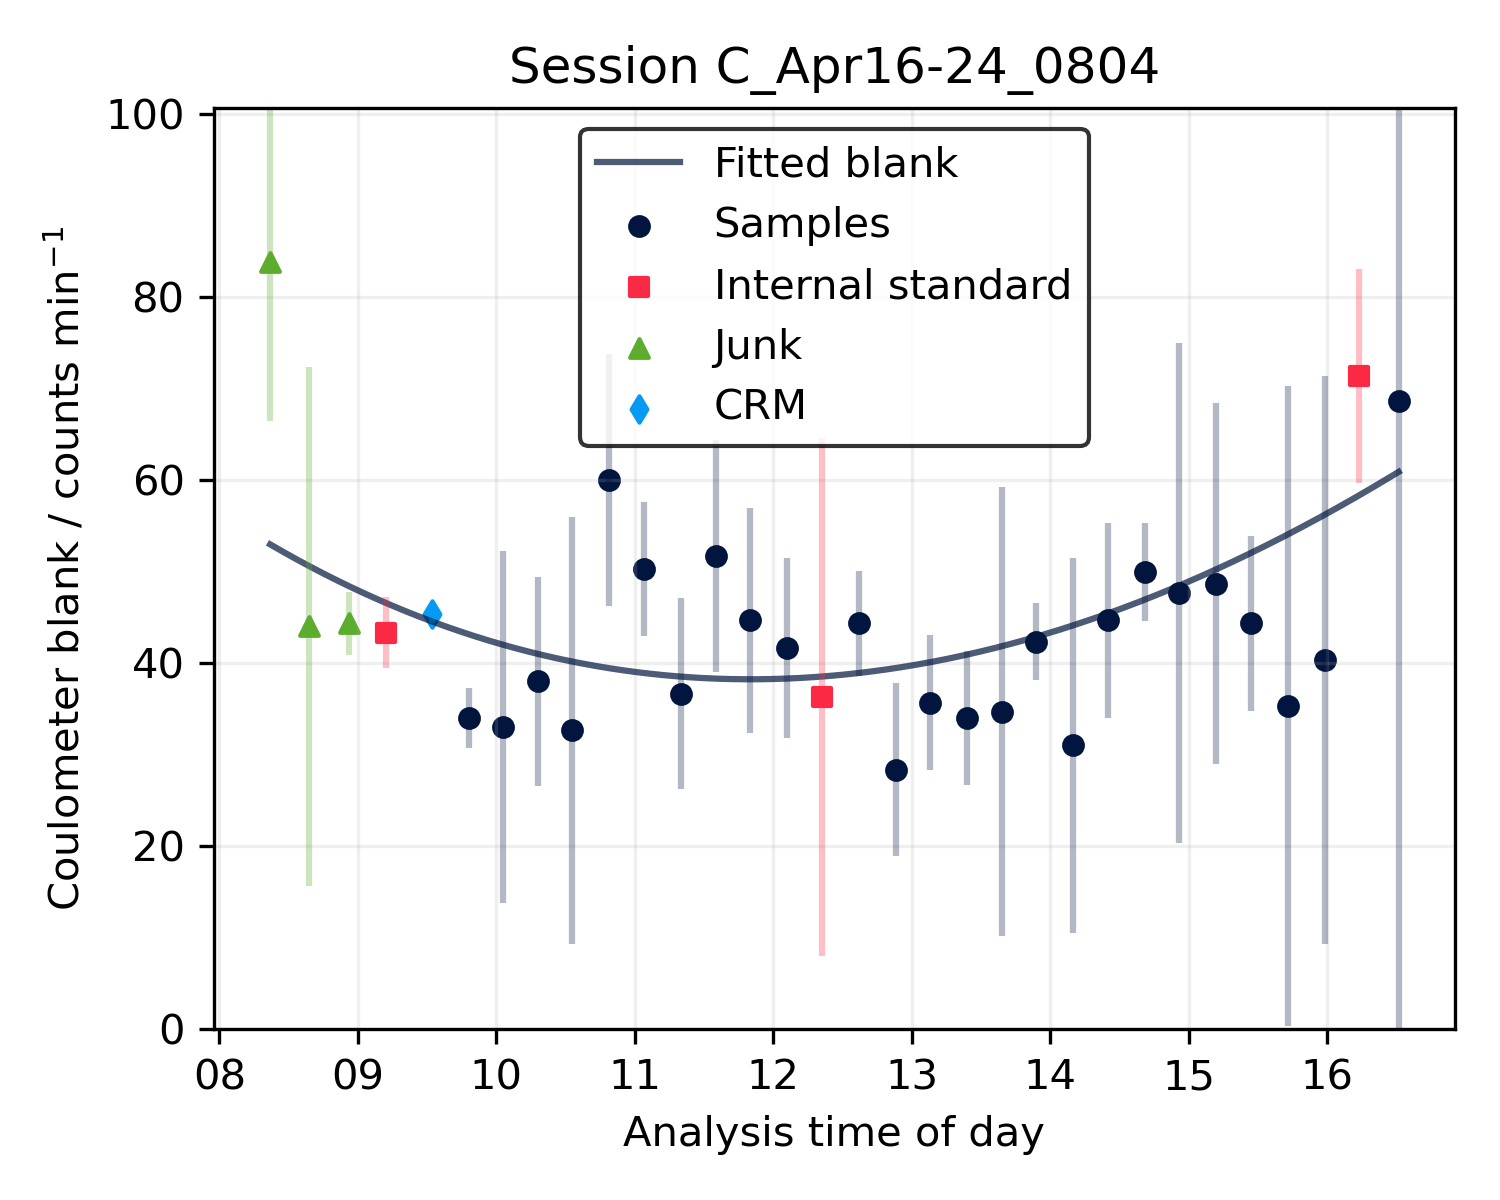 Session C_Apr16-24_0804
Coulometer blank / counts min⁻¹
100
80
60
40
20
0
Fitted blank
Samples
Internal standard
Junk
CRM
08 09 10 11 12 13 14 15 16
Analysis time of day